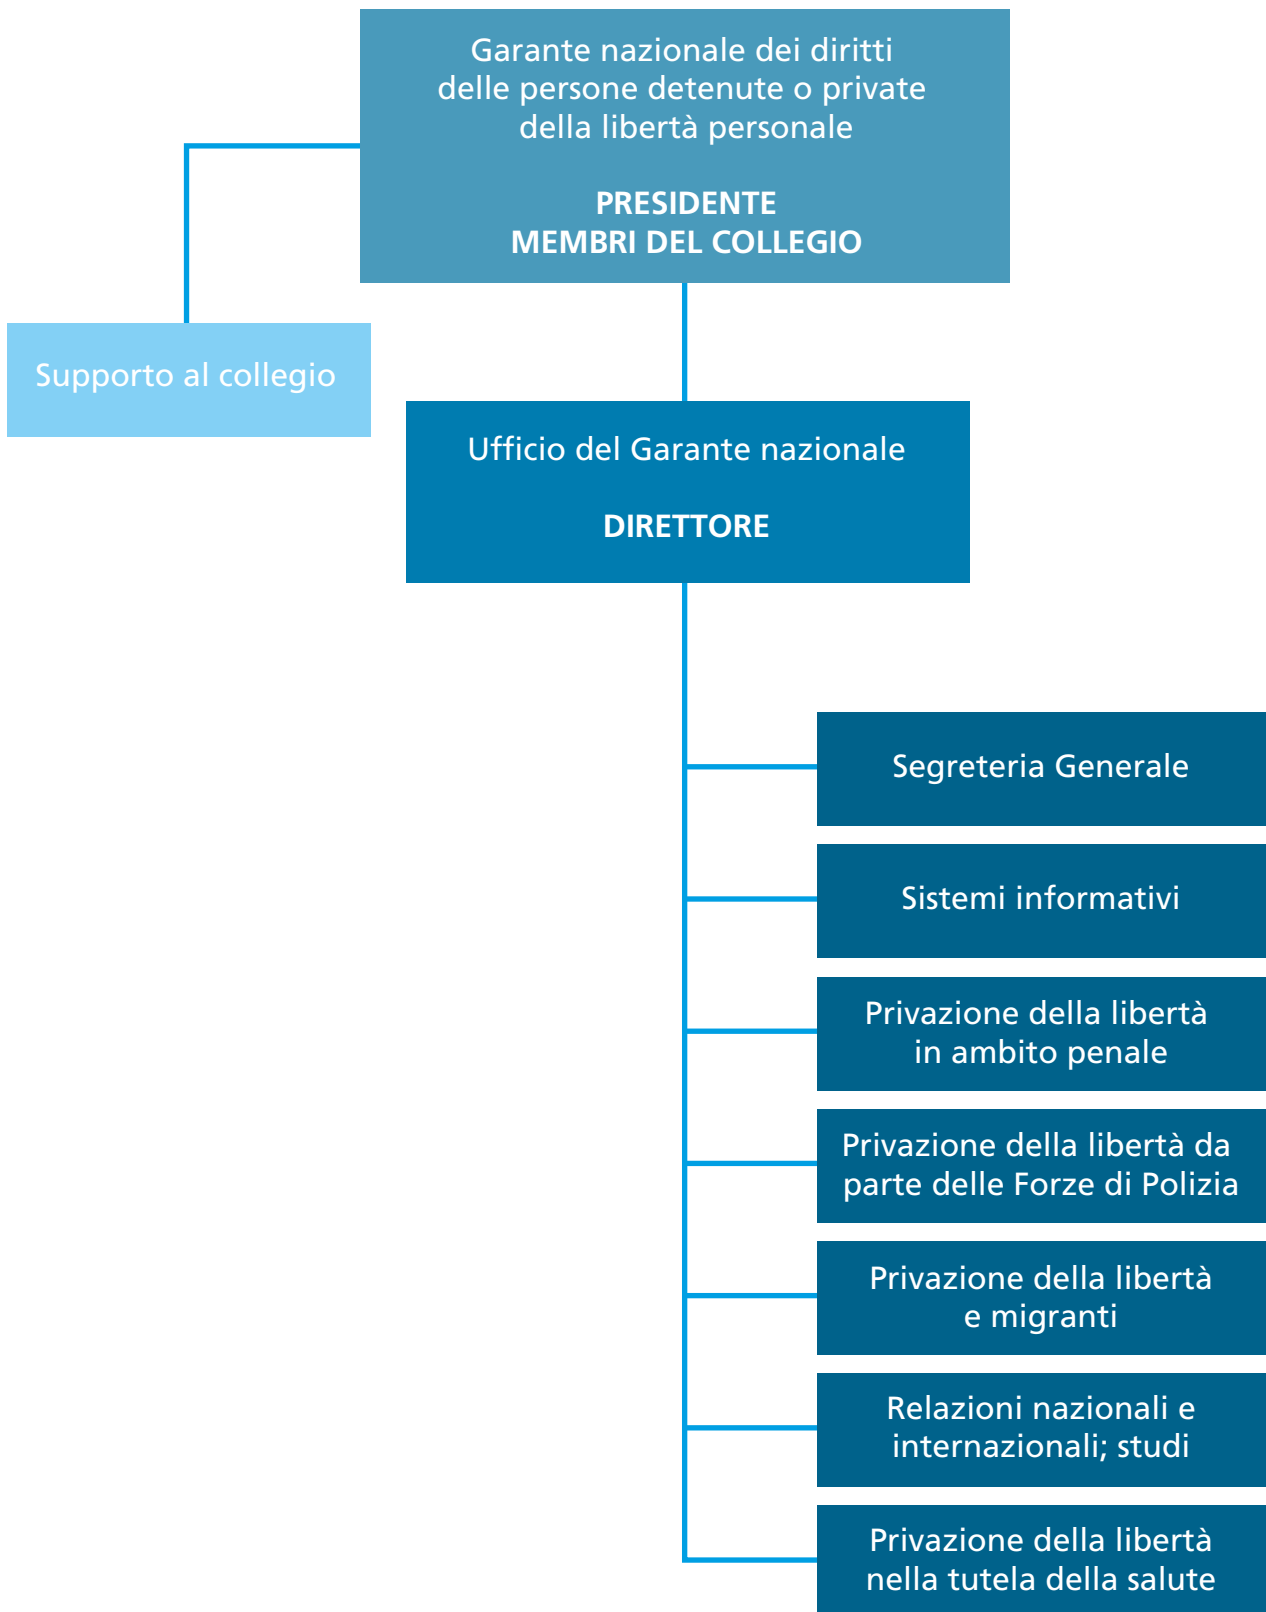 Garante nazionale dei diritti
delle persone detenute o private
della libertà personale
PRESIDENTE
MEMBRI DEL COLLEGIO
Supporto al collegio
Ufficio del Garante nazionale
DIRETTORE
Segreteria Generale
Sistemi informativi
Privazione della libertà
in ambito penale
Privazione della libertà da
parte delle Forze di Polizia
Privazione della libertà
e migranti
Relazioni nazionali e
internazionali; studi
Privazione della libertà
nella tutela della salute